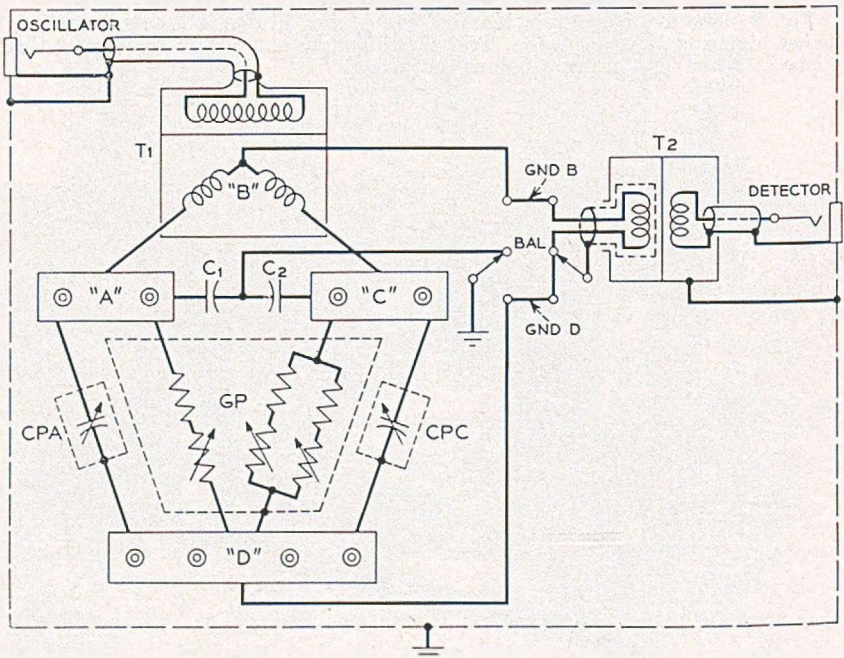 OSCILLATOR
T1
"B"
GND B
T2
DETECTOR
BAL
C1
C2
"A"
"C"
GND D
GP
CPA
CPC
"D"